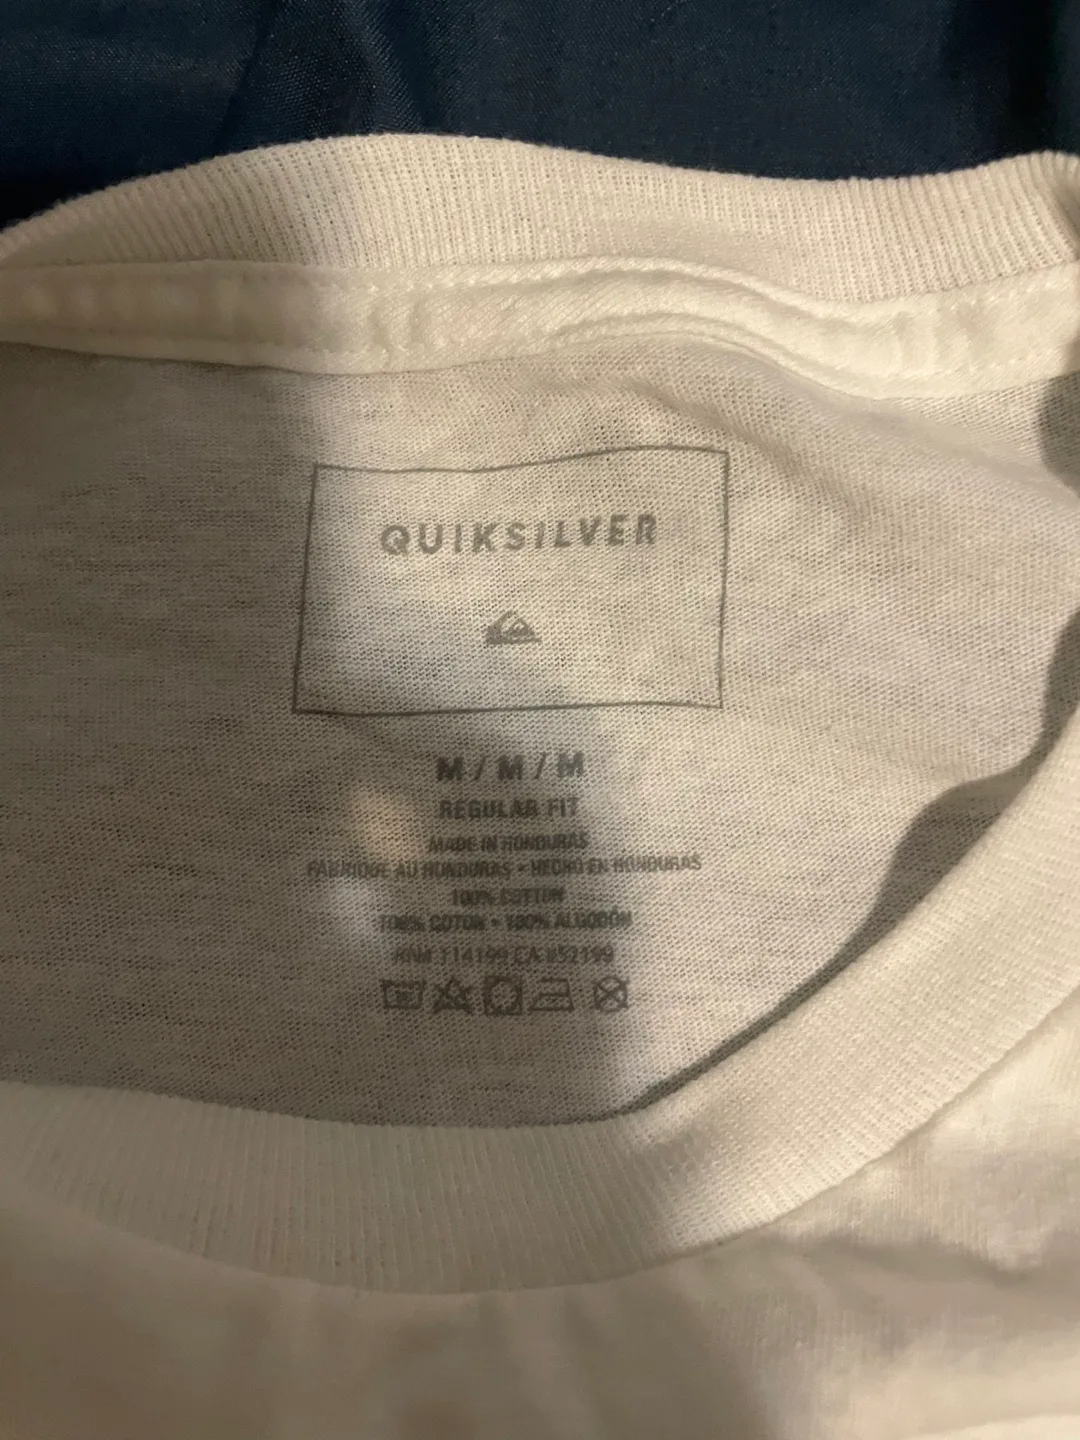 QUIKSILVER
M / M / M
REGULAR FIT
MADE IN HONDURAS
FABRIQUE AU HONDURAS • HECHO EN HONDURAS
100% COTTON
100% COTON • 100% ALGODÓN
RN# 114199 CA #52199